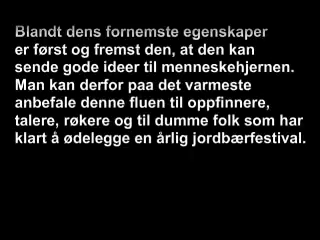 Blandt dens fornemste egenskaper
er først og fremst den, at den kan
sende gode ideer til menneskehjernen.
Man kan derfor paa det varmeste
anbefale denne fluen til oppfinnere,
talere, røkere og til dumme folk som har
klart å ødelegge en årlig jordbærfestival.